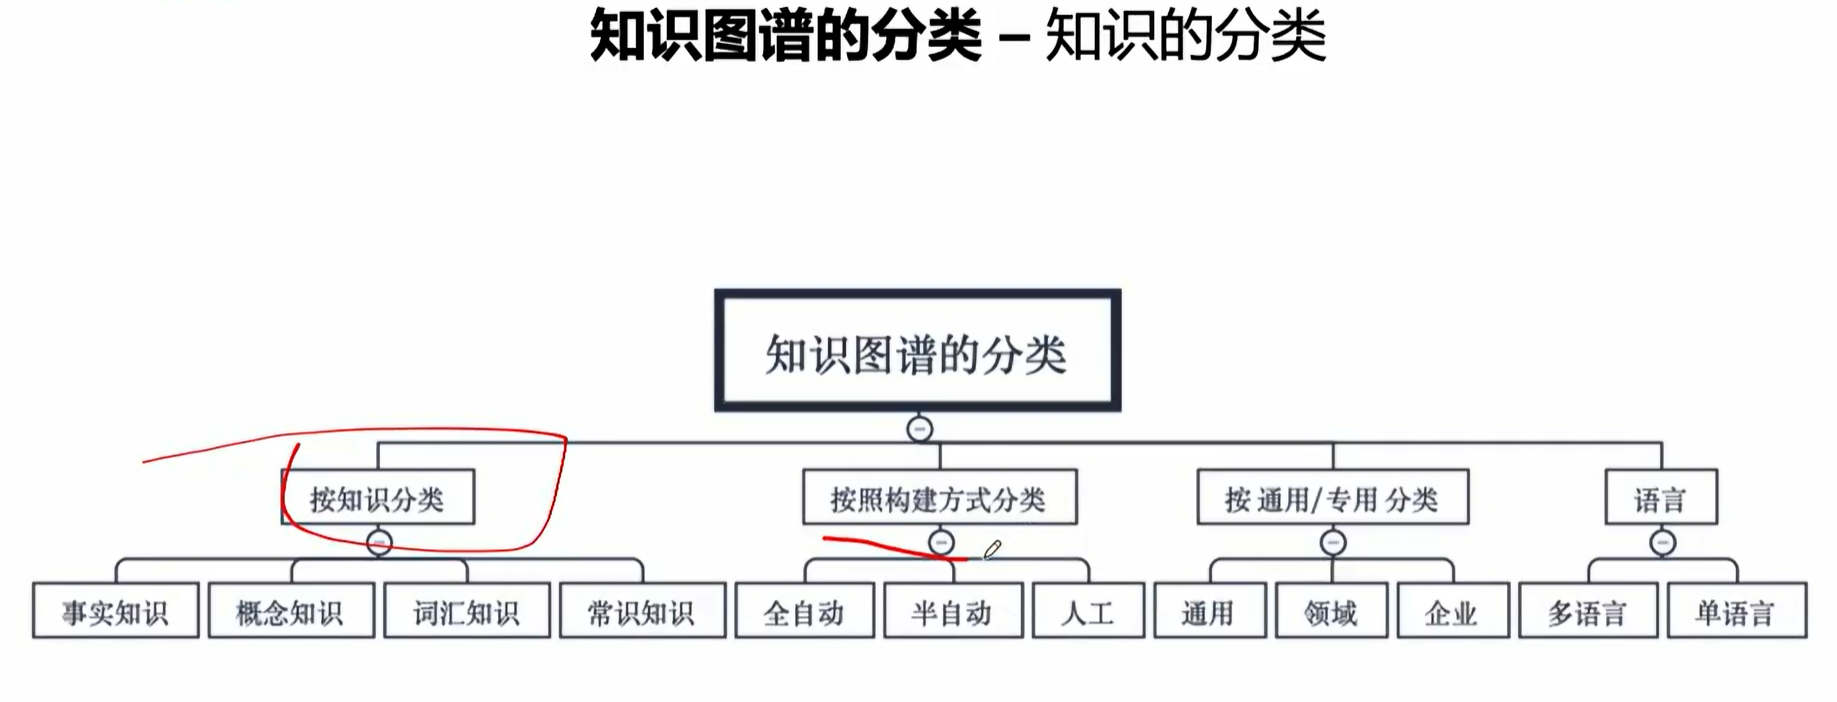 知识图谱的分类 – 知识的分类
知识图谱的分类
按知识分类 按照构建方式分类 按 通用/专用 分类 语言
事实知识 概念知识 词汇知识 常识知识 全自动 半自动 人工 通用 领域 企业 多语言 单语言